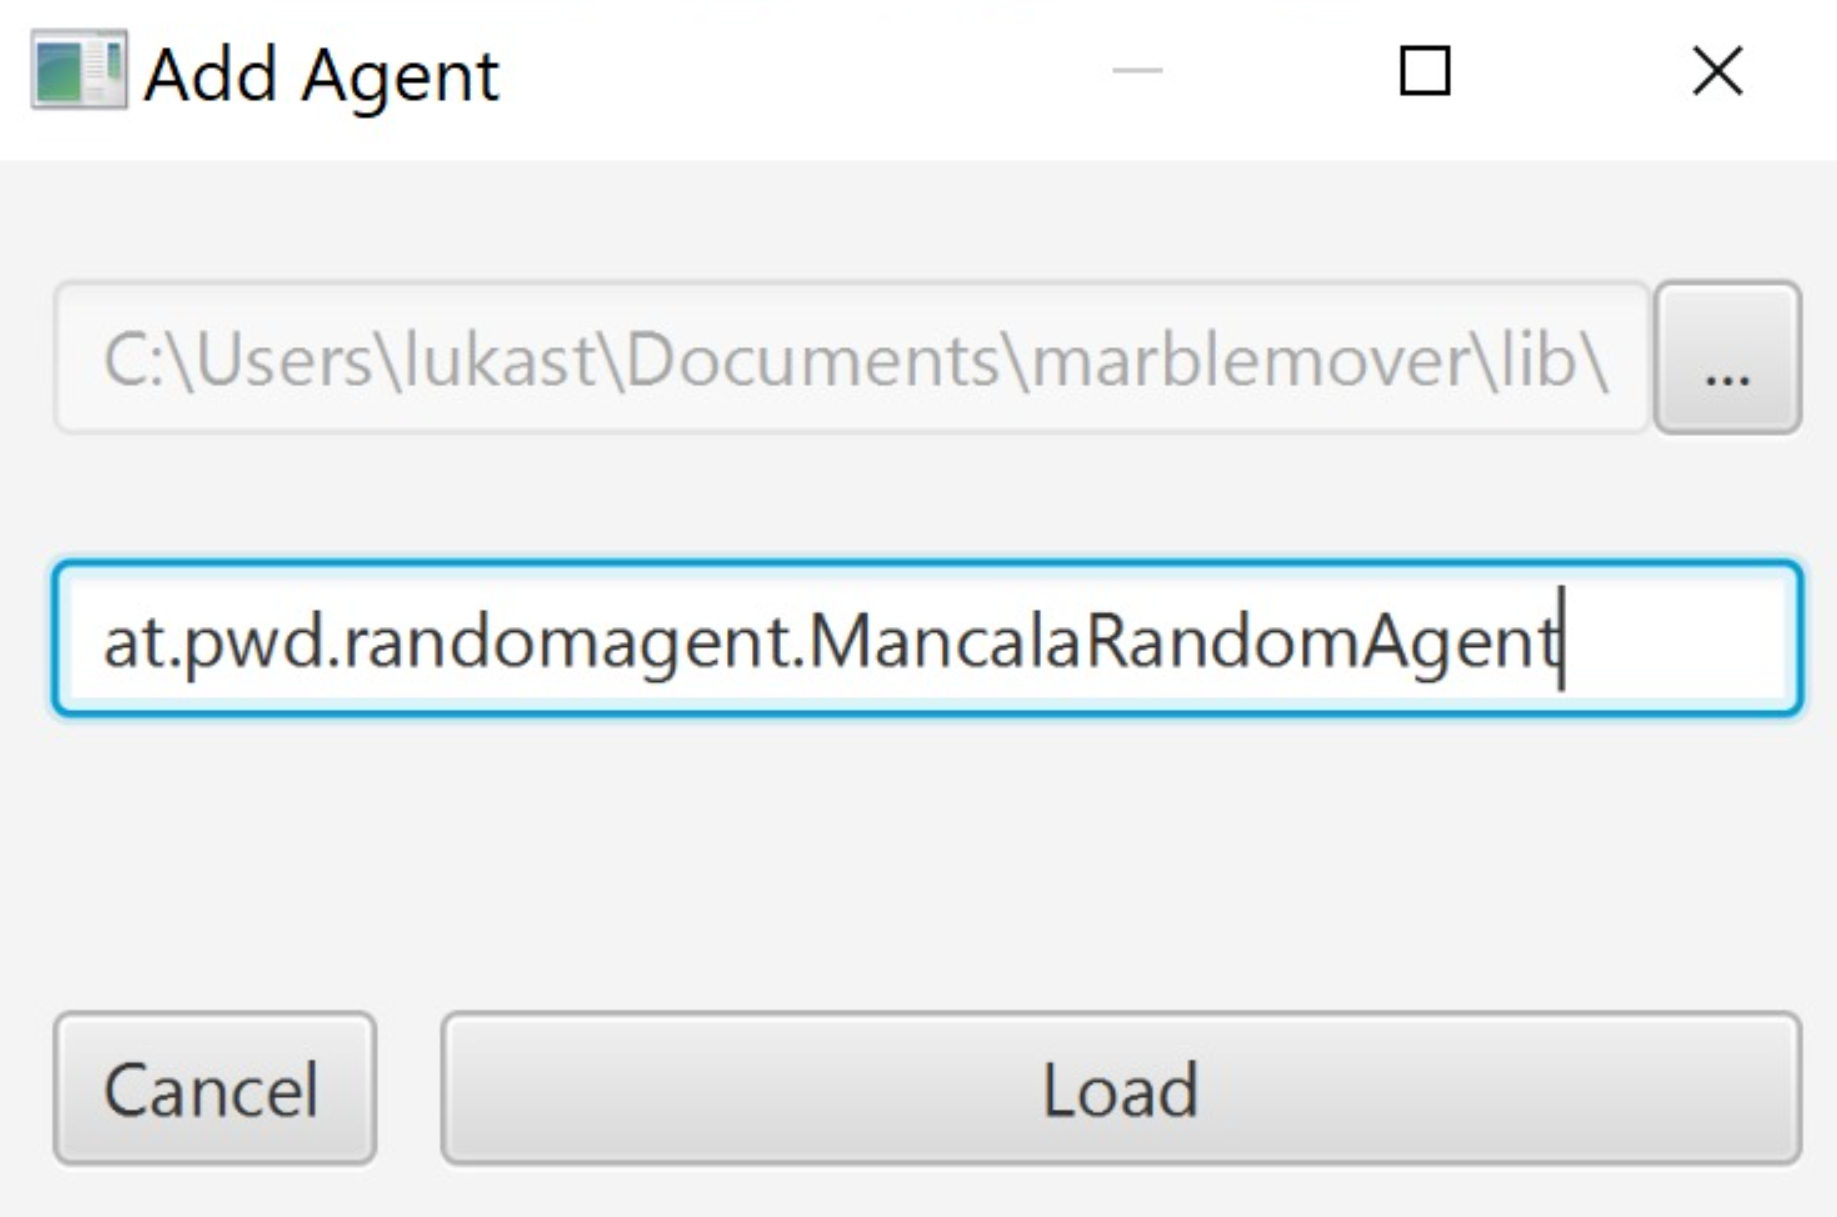 Add Agent
C:\Users\lukast\Documents\marblemover\lib\
...
at.pwd.randomagent.MancalaRandomAgent
Cancel
Load